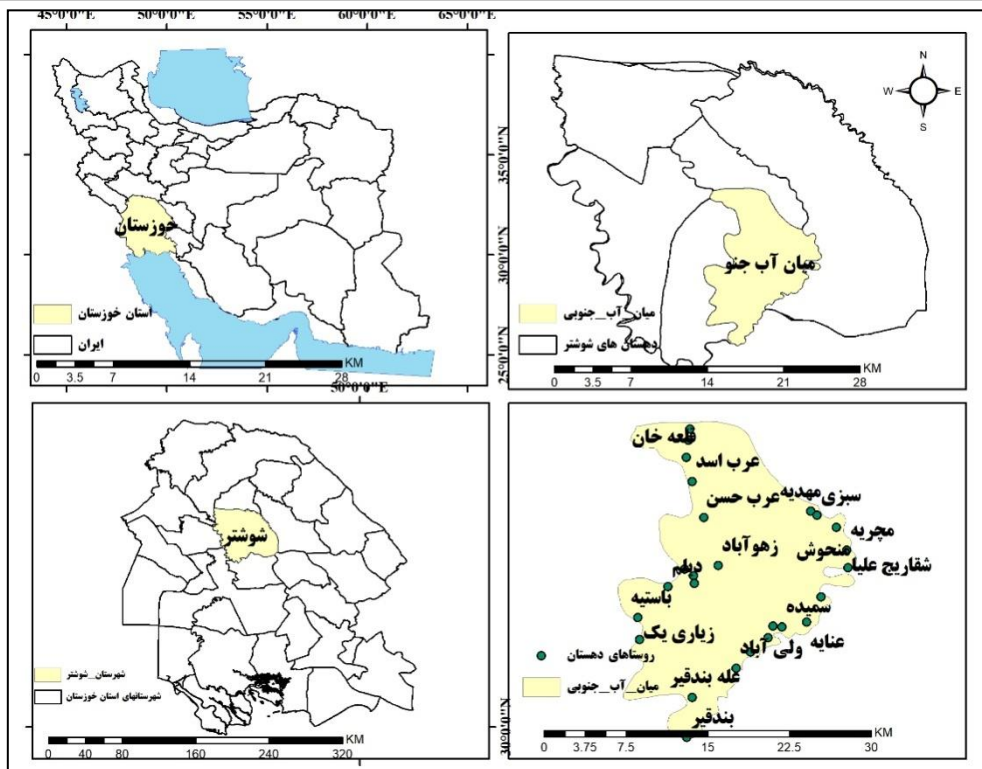 45°0'0"E 50°0'0"E 55°0'0"E 60°0'0"E 65°0'0"E
خوزستان
استان خوزستان
ایران
KM
0 3.5 7 14 21 28
50°0'0"E
35°0'0"N
30°0'0"N
25°0'0"N
N
W E
S
میان آب جنو
میان_آب_جنوبی
دهستان های شوشتر
KM
0 3.5 7 14 21 28
شوشتر
شهرستان_شوشتر
شهرستانهای استان خوزستان
KM
0 40 80 160 240 320
30°0'0"N
قلعه خان
عرب اسد
مهدیه
سبزی
عرب حسن
مچریه
منحوش
زهوآباد
شقاریج علیا
دیلم
باستیه
سمیده
زیاری یک
عنایه
ولی آباد
روستاهای دهستان
عله بندقیر
میان_آب_جنوبی
بندقیر
KM
0 3.75 7.5 15 22.5 30